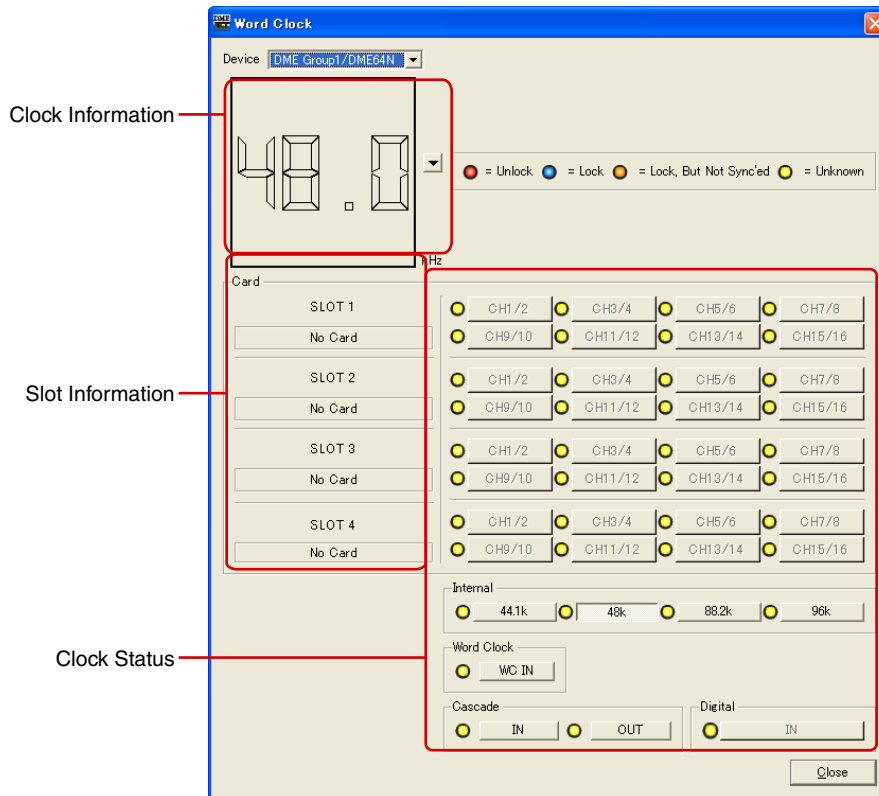 DME
Word Clock
Device DME Group1/DME64N
Clock Information
48.0
= Unlock = Lock = Lock, But Not Sync'ed = Unknown
kHz
Card
SLOT 1
CH1/2 CH3/4 CH5/6 CH7/8
No Card
CH9/10 CH11/12 CH13/14 CH15/16
SLOT 2
CH1/2 CH3/4 CH5/6 CH7/8
Slot Information
No Card
CH9/10 CH11/12 CH13/14 CH15/16
SLOT 3
CH1/2 CH3/4 CH5/6 CH7/8
No Card
CH9/10 CH11/12 CH13/14 CH15/16
SLOT 4
CH1/2 CH3/4 CH5/6 CH7/8
No Card
CH9/10 CH11/12 CH13/14 CH15/16
Internal
44.1k 48k 88.2k 96k
Clock Status
Word Clock
WC IN
Cascade
IN OUT
Digital
IN
Close